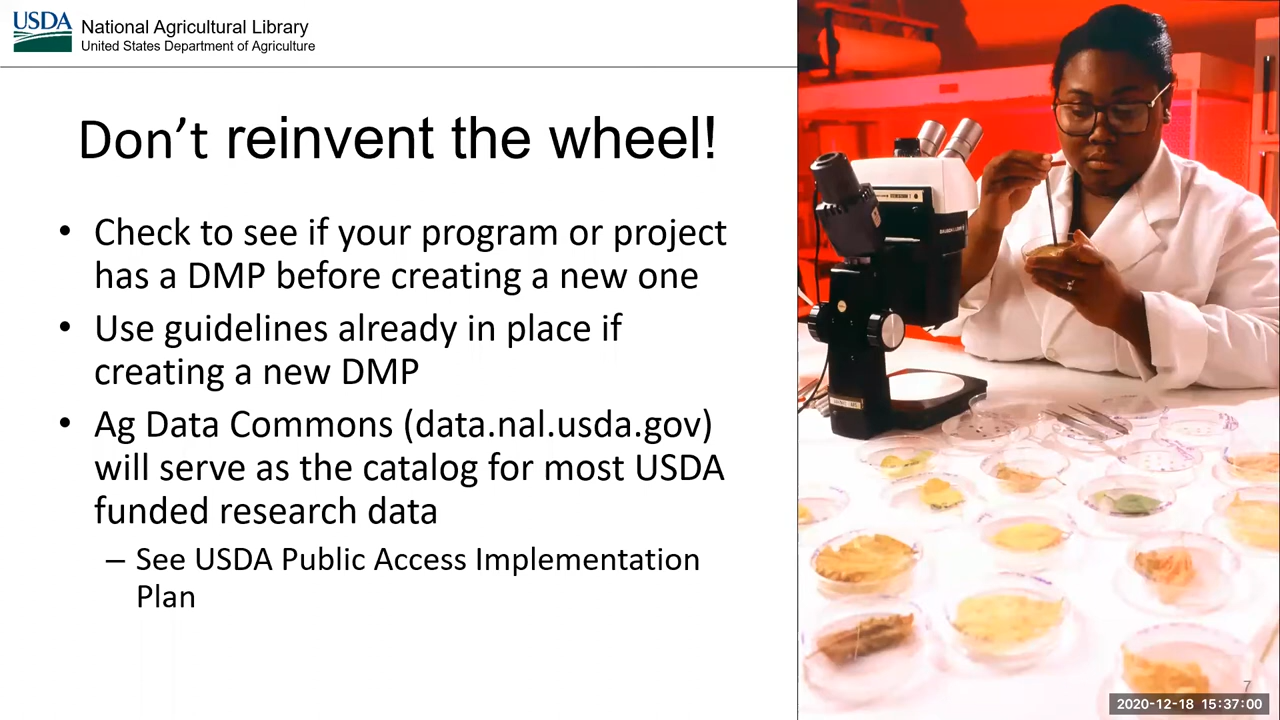 USDA
National Agricultural Library
United States Department of Agriculture
Don’t reinvent the wheel!
• Check to see if your program or project
has a DMP before creating a new one
• Use guidelines already in place if
creating a new DMP
• Ag Data Commons (data.nal.usda.gov)
will serve as the catalog for most USDA
funded research data
– See USDA Public Access Implementation
Plan
7
2020-12-18 15:37:00